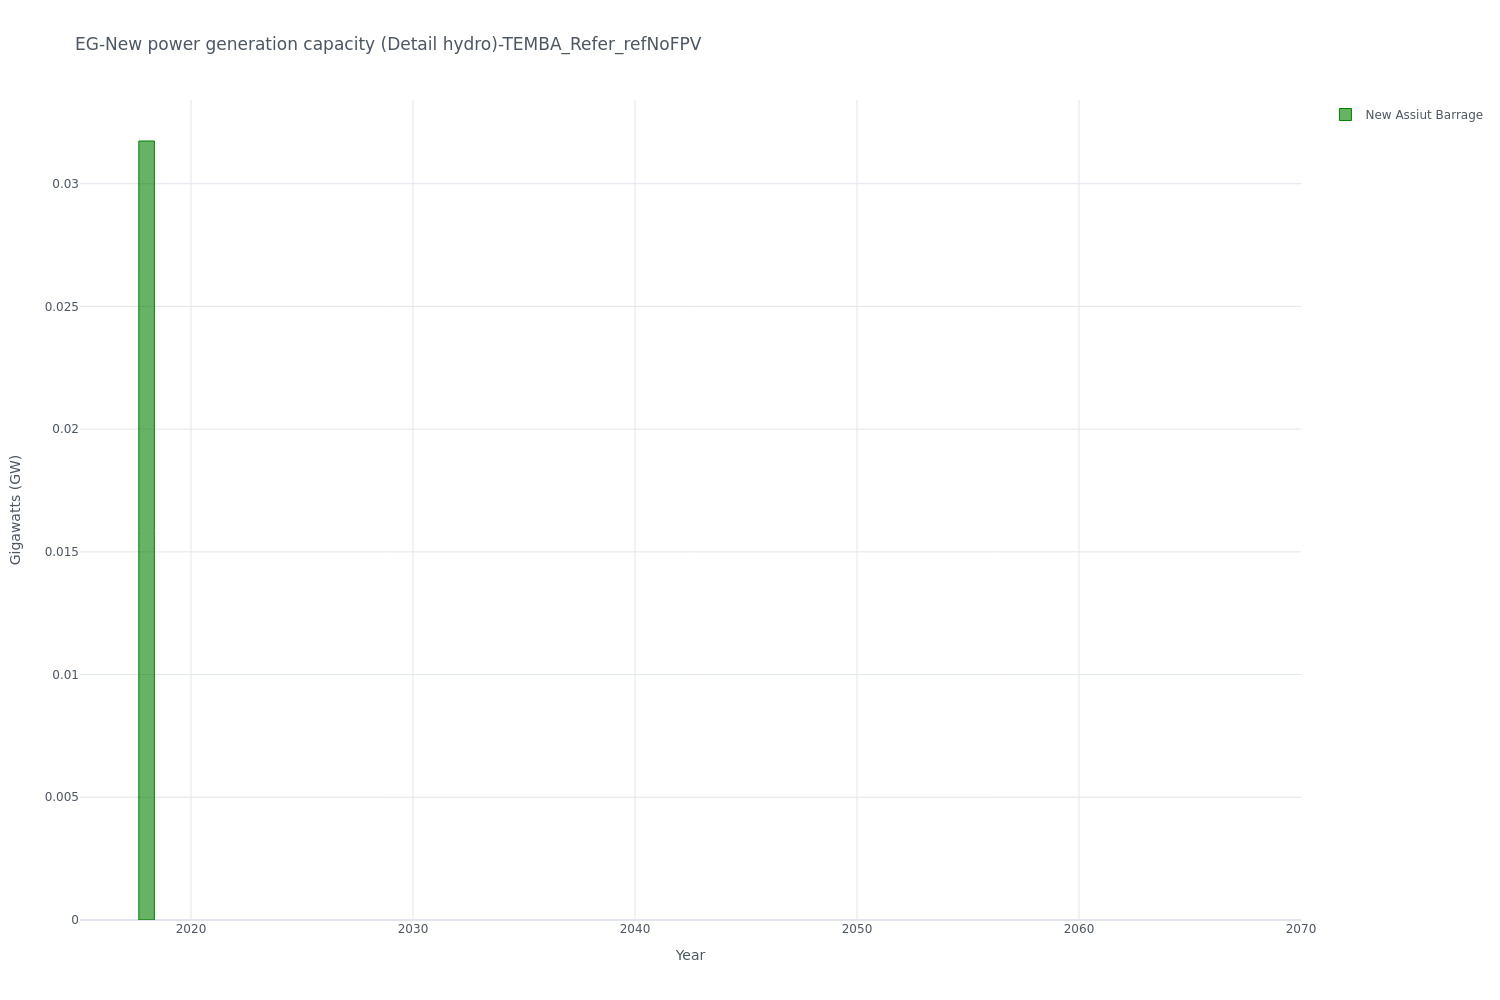 EG-New power generation capacity (Detail hydro)-TEMBA_Refer_refNoFPV
New Assiut Barrage
0.03
0.025
0.02
0.015
0.01
0.005
0
Gigawatts (GW)
2020 2030 2040 2050 2060 2070
Year